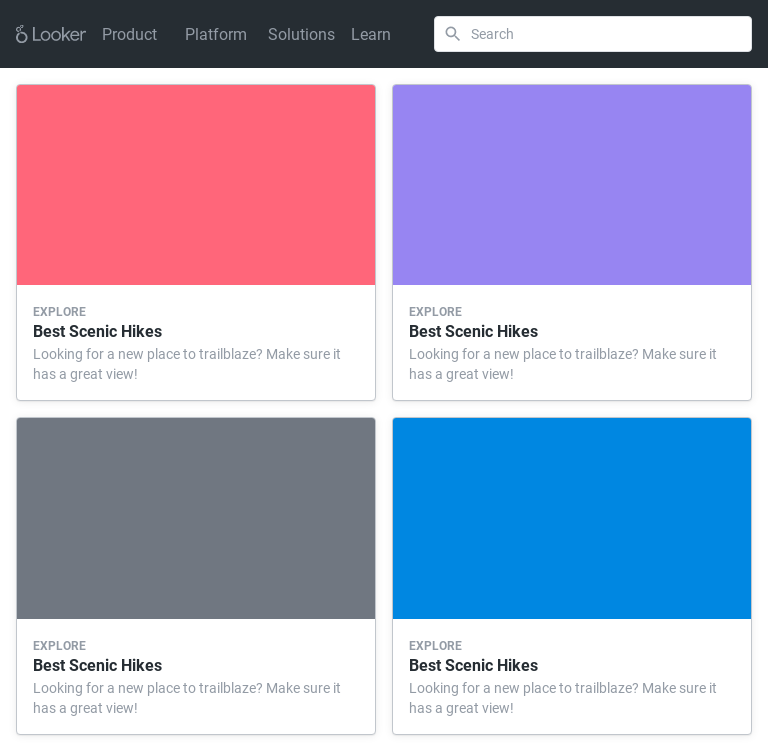 Looker Product Platform Solutions Learn Search
EXPLORE
Best Scenic Hikes
Looking for a new place to trailblaze? Make sure it
has a great view!
EXPLORE
Best Scenic Hikes
Looking for a new place to trailblaze? Make sure it
has a great view!
EXPLORE
Best Scenic Hikes
Looking for a new place to trailblaze? Make sure it
has a great view!
EXPLORE
Best Scenic Hikes
Looking for a new place to trailblaze? Make sure it
has a great view!